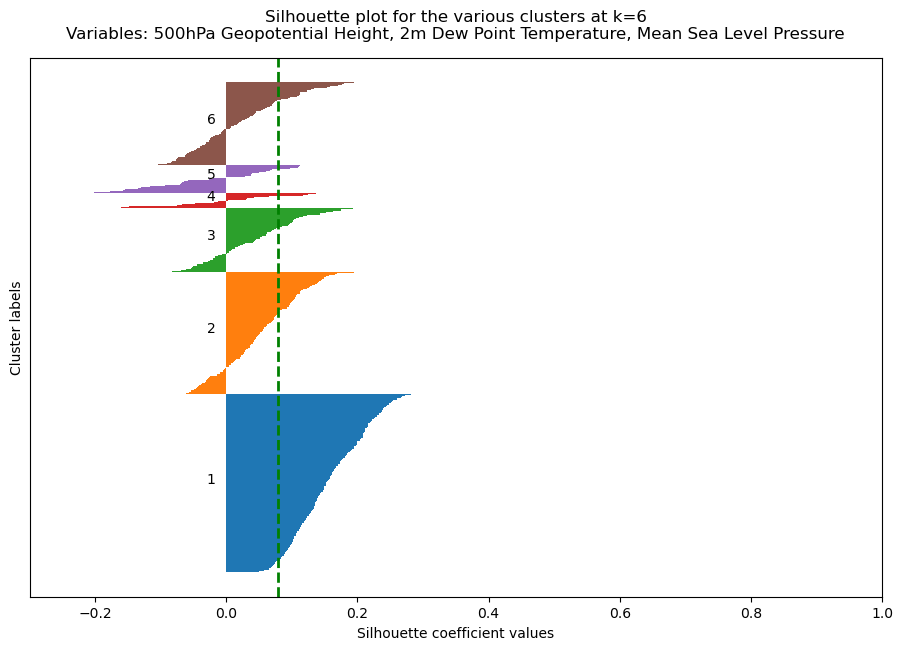 Silhouette plot for the various clusters at k=6
Variables: 500hPa Geopotential Height, 2m Dew Point Temperature, Mean Sea Level Pressure
6
5
4
3
2
1
Cluster labels
−0.2 0.0 0.2 0.4 0.6 0.8 1.0
Silhouette coefficient values